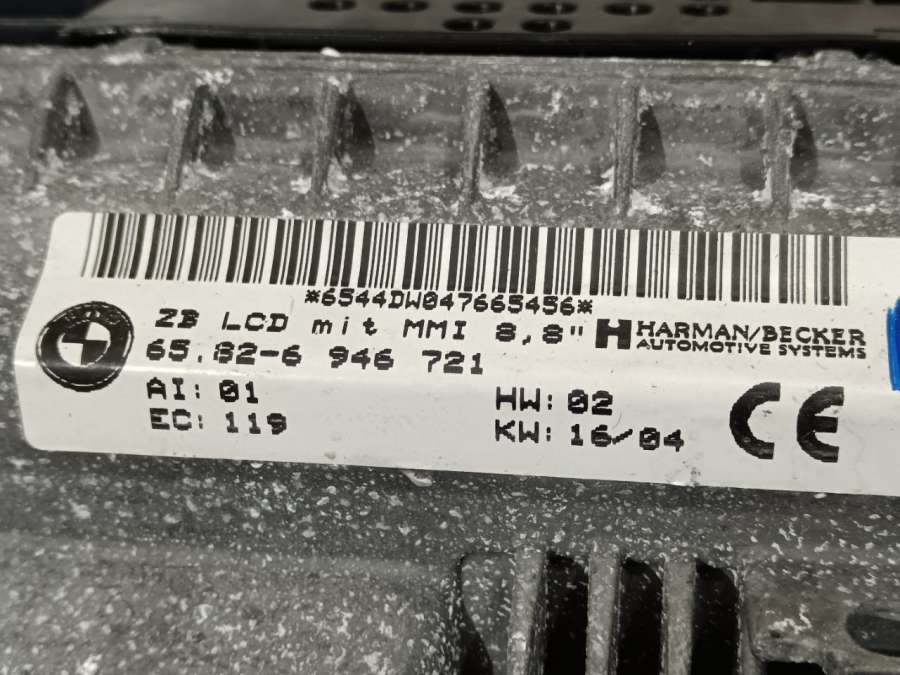 *6544DW047665456*
ZB LCD mit MMI 8,8"
HARMAN/BECKER
AUTOMOTIVE SYSTEMS
65.82-6 946 721
AI: 01
HW: 02
EC: 119
KW: 16/04
CE